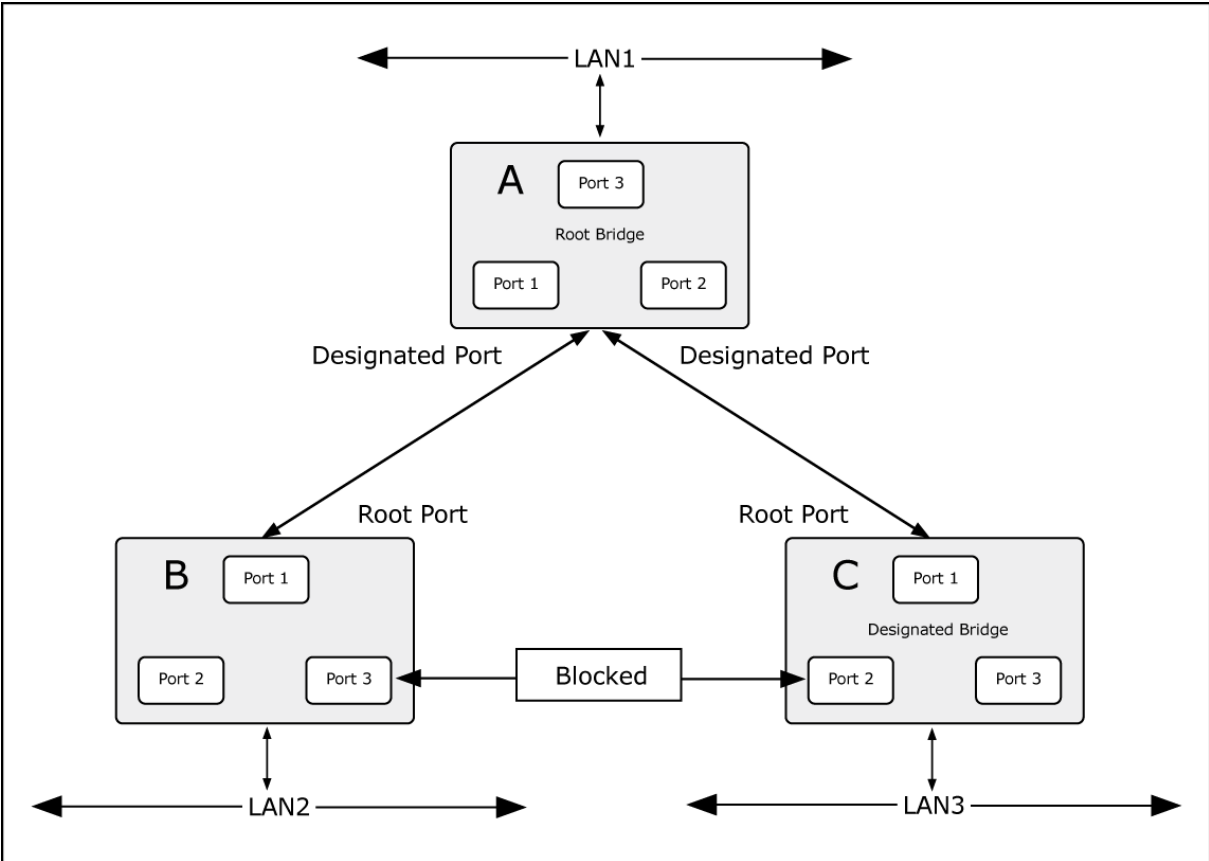 LAN1
A
Port 3
Root Bridge
Port 1
Port 2
Designated Port
Designated Port
Root Port
Root Port
B
Port 1
Port 2
Port 3
Blocked
C
Port 1
Designated Bridge
Port 2
Port 3
LAN2
LAN3